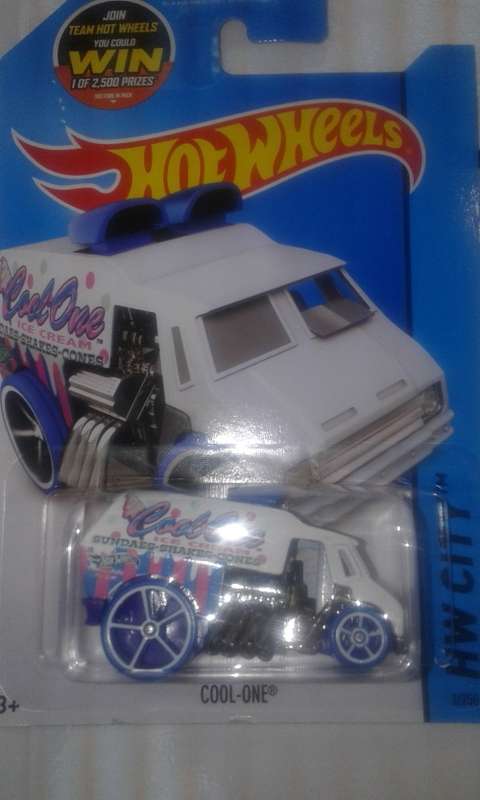 JOIN
TEAM HOT WHEELS
YOU COULD
WIN
1 OF 2,500 PRIZES
HOT WHEELS
Cool-One
ICE CREAM
SUNDAES-SHAKES-CONES
Cool-One
ICE CREAM
SUNDAES-SHAKES-CONES
COOL-ONE®
3+
HW CITY™